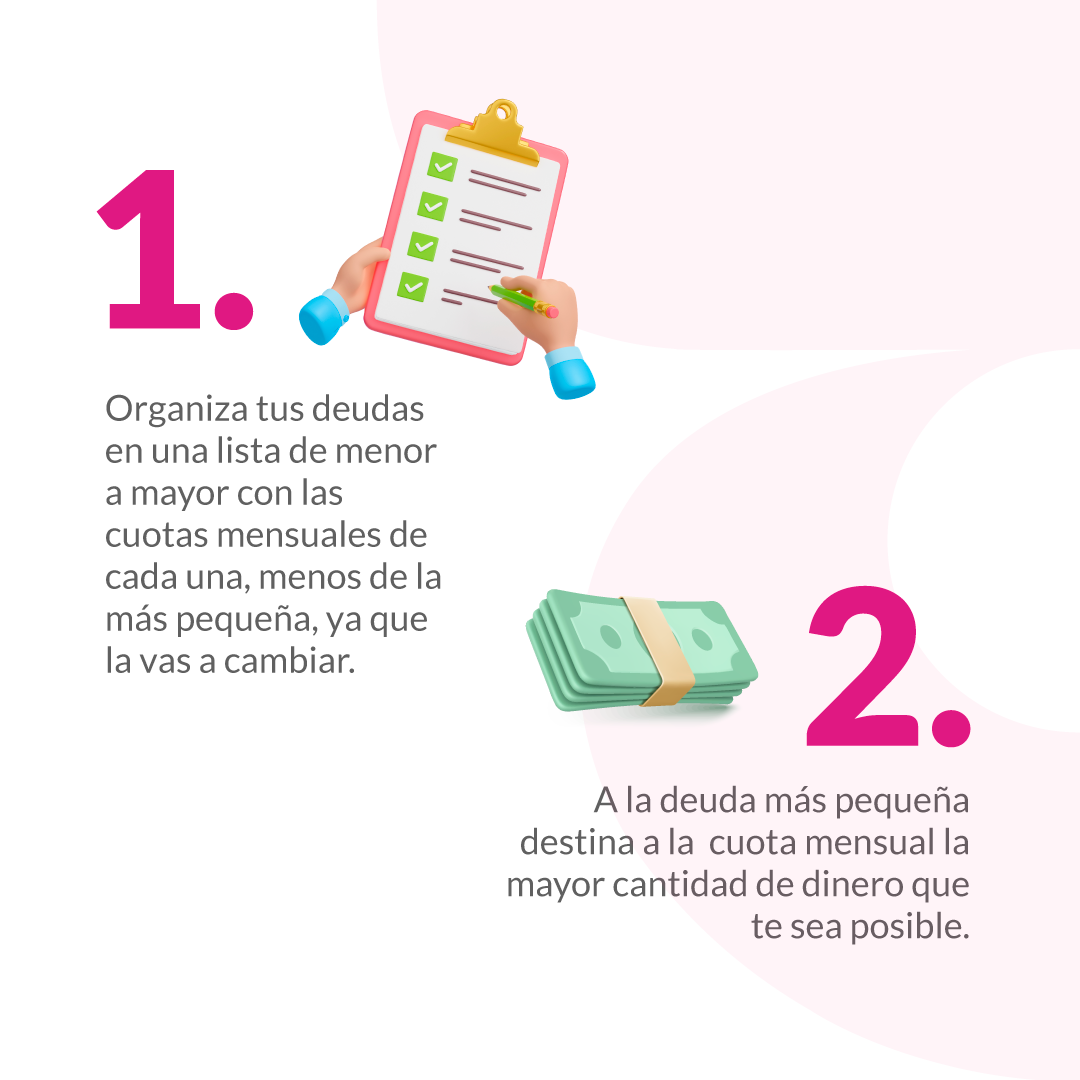 1.
Organiza tus deudas
en una lista de menor
a mayor con las
cuotas mensuales de
cada una, menos de la
más pequeña, ya que
la vas a cambiar.
2.
A la deuda más pequeña
destina a la  cuota mensual la
mayor cantidad de dinero que
te sea posible.